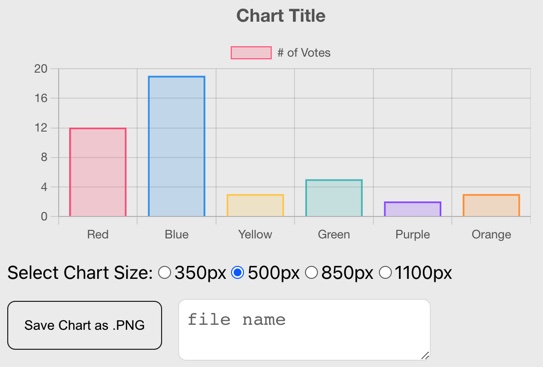 Chart Title
# of Votes
20
16
12
8
4
0
Red Blue Yellow Green Purple Orange
Select Chart Size: 350px 500px 850px 1100px
Save Chart as .PNG file name